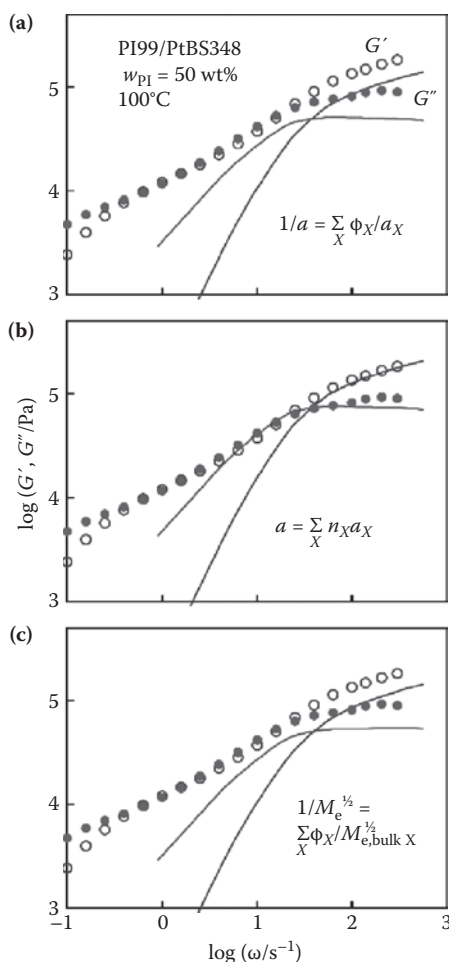 (a)
PI99/PtBS348
w_PI = 50 wt%
100°C
G′
G″
5
4
3
1/a = Σ_X ϕ_X/a_X
(b)
5
4
3
a = Σ_X n_X a_X
log (G′, G″/Pa)
(c)
5
4
3
1/M_e^½ =
Σ_X ϕ_X/M_e,bulk X^½
−1 0 1 2 3
log (ω/s⁻¹)